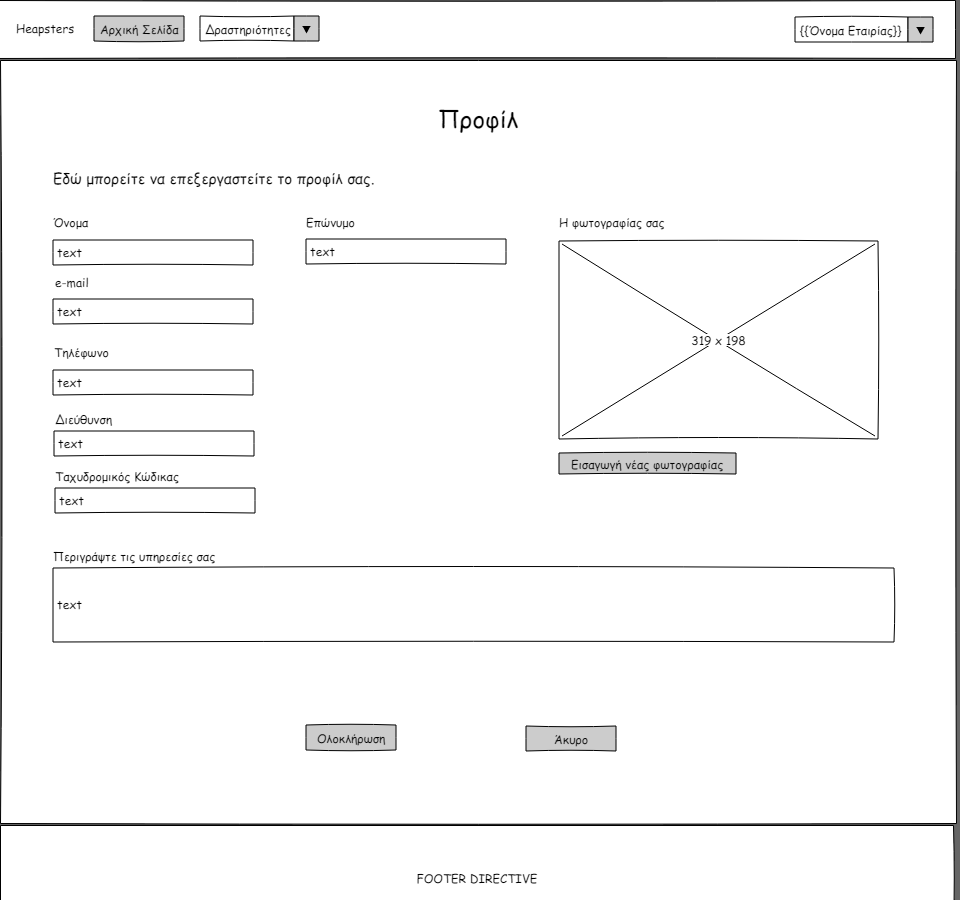 Heapsters Αρχική Σελίδα Δραστηριότητες {{Όνομα Εταιρίας}}
Προφίλ
Εδώ μπορείτε να επεξεργαστείτε το προφίλ σας.
Όνομα Επώνυμο Η φωτογραφίας σας
text text
e-mail
text
319 x 198
Τηλέφωνο
text
Διεύθυνση
text
Εισαγωγή νέας φωτογραφίας
Ταχυδρομικός Κώδικας
text
Περιγράψτε τις υπηρεσίες σας
text
Ολοκλήρωση Άκυρο
FOOTER DIRECTIVE